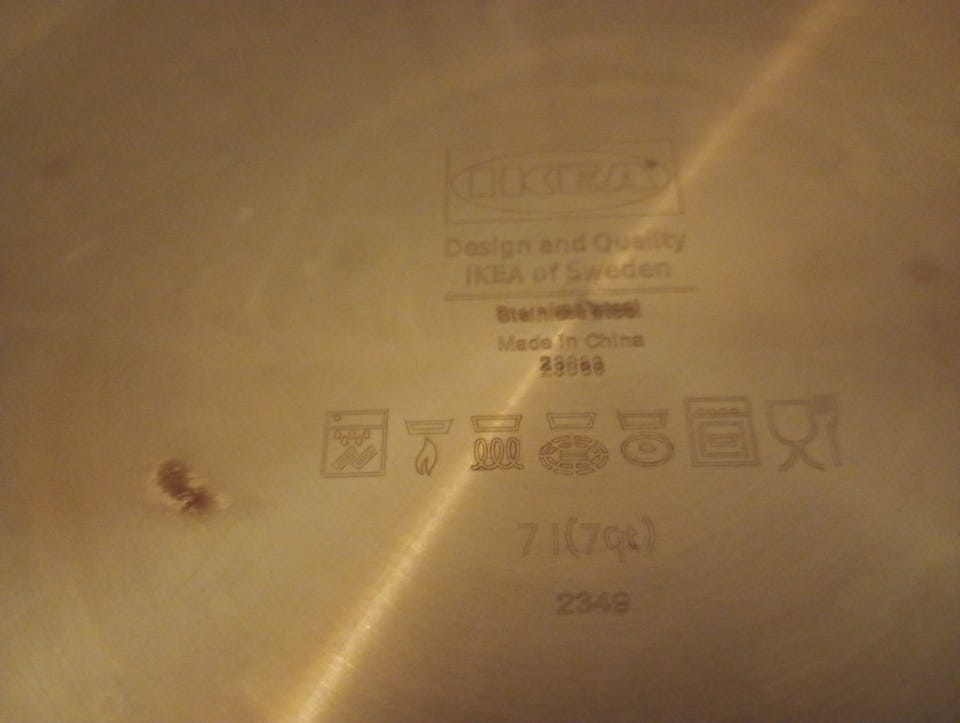 IKEA
Design and Quality
IKEA of Sweden
Stainless steel
Made in China
7 l(7qt)
2349